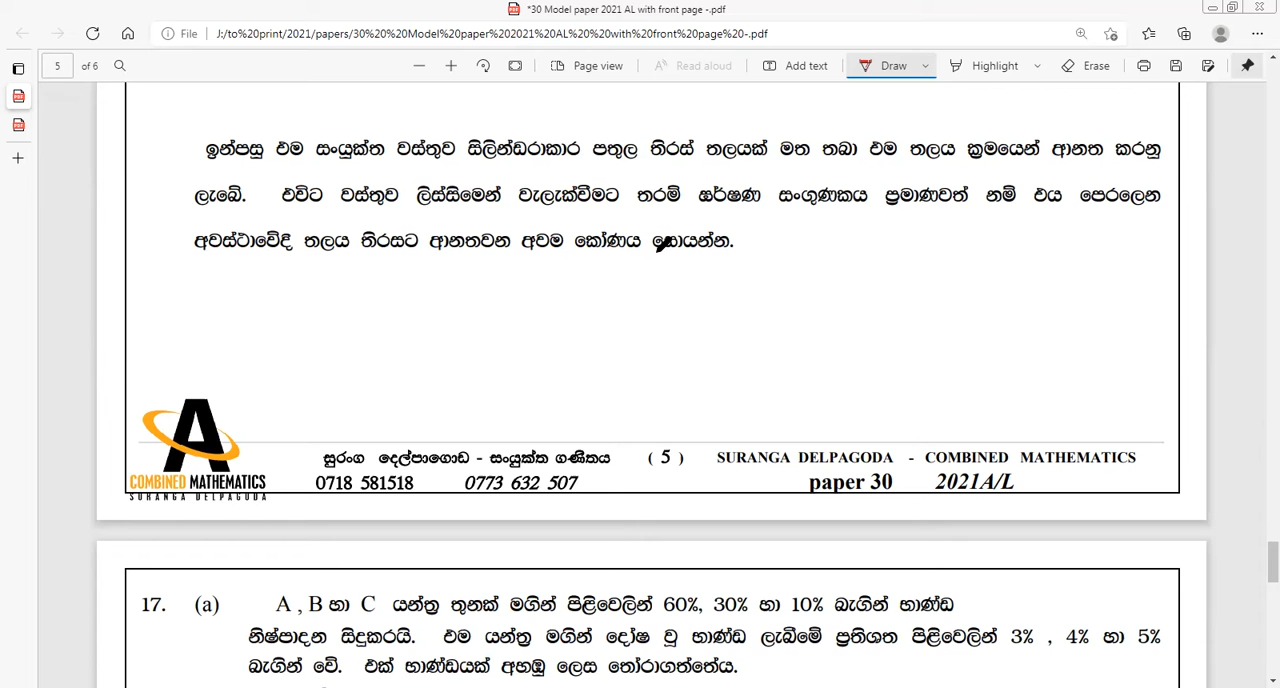 *30 Model paper 2021 AL with front page -.pdf
File J:/to%20print/2021/papers/30%20%20Model%20paper%202021%20AL%20%20with%20front%20page%20-.pdf
5 of 6 Page view Read aloud Add text Draw Highlight Erase
ඉන්පසු එම සංයුක්ත වස්තුව සිලින්ඩරාකාර පතුල තිරස් තලයක් මත තබා එම තලය ක්‍රමයෙන් ආනත කරනු
ලැබේ. එවිට වස්තුව ලිස්සීමෙන් වැලැක්වීමට තරම් ඝර්ෂණ සංගුණකය ප්‍රමාණවත් නම් එය පෙරලෙන
අවස්ථාවේදී තලය තිරසට ආනතවන අවම කෝණය සොයන්න.
A
COMBINED MATHEMATICS
SURANGA DELPAGODA
සුරංග දෙල්පාගොඩ - සංයුක්ත ගණිතය ( 5 ) SURANGA DELPAGODA - COMBINED MATHEMATICS
0718 581518 0773 632 507 paper 30 2021A/L
17. (a) A , B හා C යන්ත්‍ර තුනක් මගින් පිළිවෙලින් 60%, 30% හා 10% බැගින් භාණ්ඩ
නිෂ්පාදන සිදුකරයි. එම යන්ත්‍ර මගින් දෝෂ වූ භාණ්ඩ ලැබීමේ ප්‍රතිශත පිළිවෙලින් 3% , 4% හා 5%
බැගින් වේ. එක් භාණ්ඩයක් අහඹු ලෙස තෝරාගත්තේය.